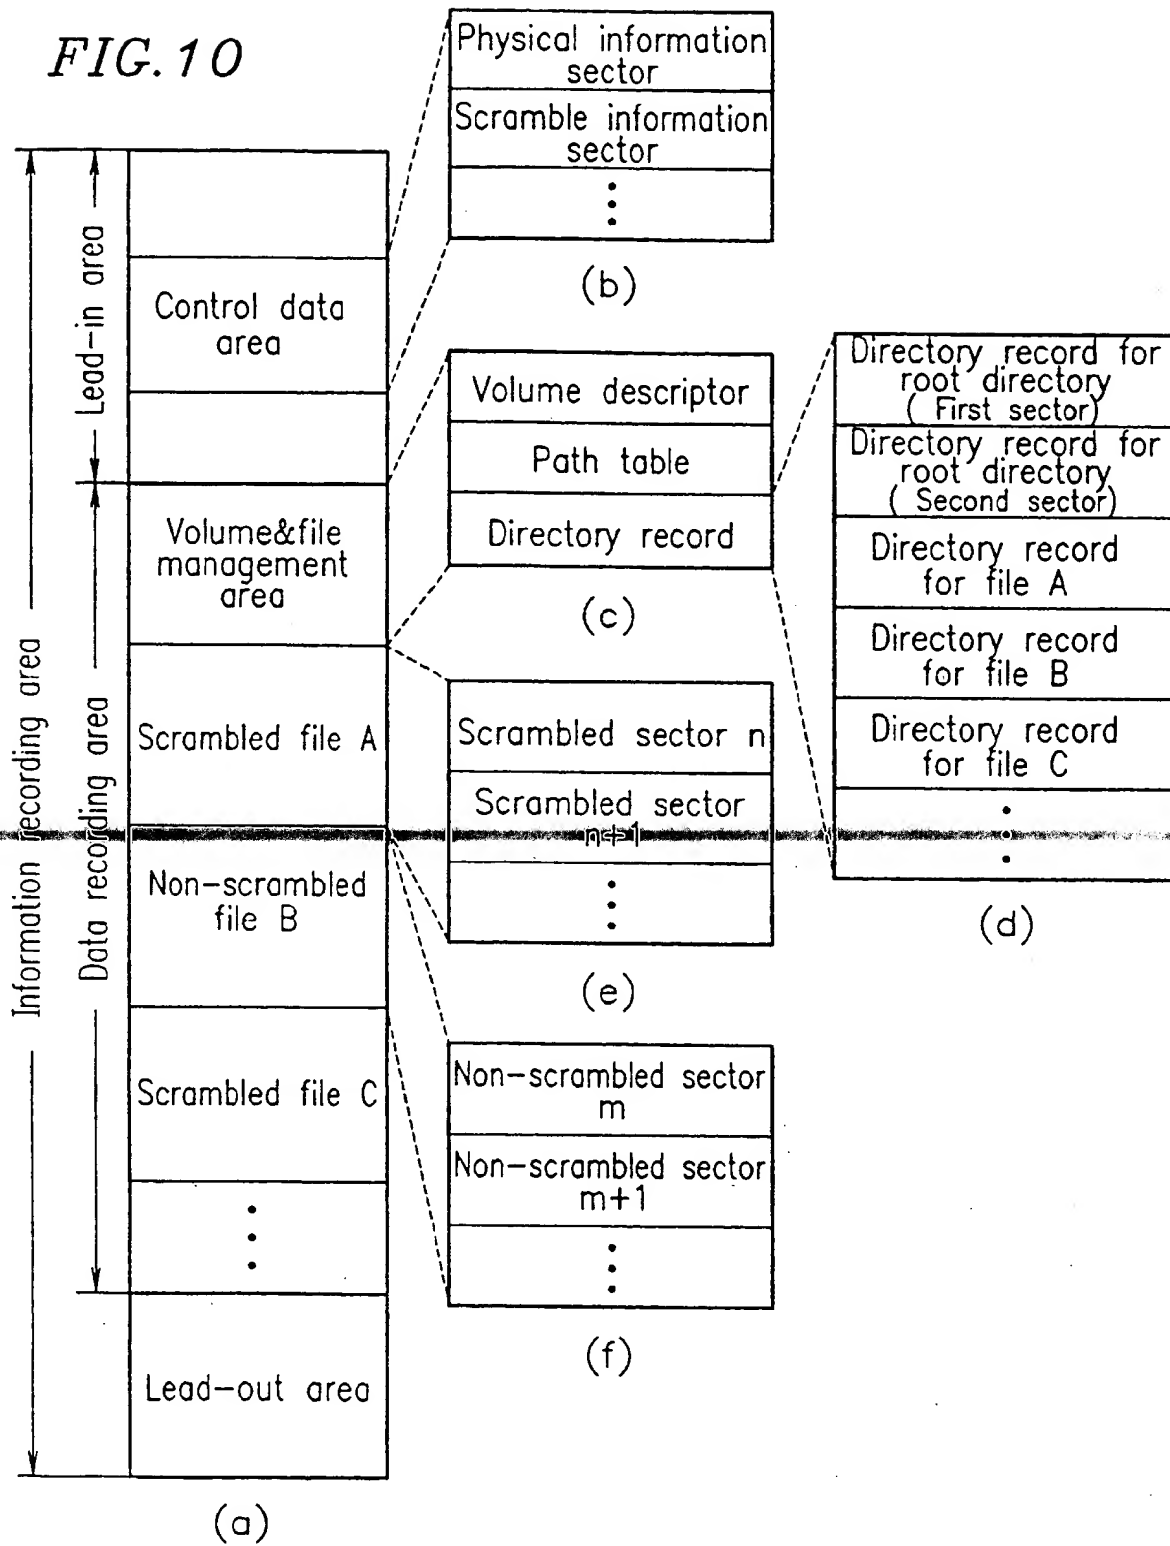 FIG.10
Information recording area
Lead-in area
Data recording area
Control data
area
Volume&file
management
area
Scrambled file A
Non-scrambled
file B
Scrambled file C
Lead-out area
(a)
Physical information
sector
Scramble information
sector
(b)
Volume descriptor
Path table
Directory record
(c)
Directory record for
root directory
( First sector)
Directory record for
root directory
( Second sector)
Directory record
for file A
Directory record
for file B
Directory record
for file C
(d)
Scrambled sector n
Scrambled sector
n+1
(e)
Non-scrambled sector
m
Non-scrambled sector
m+1
(f)